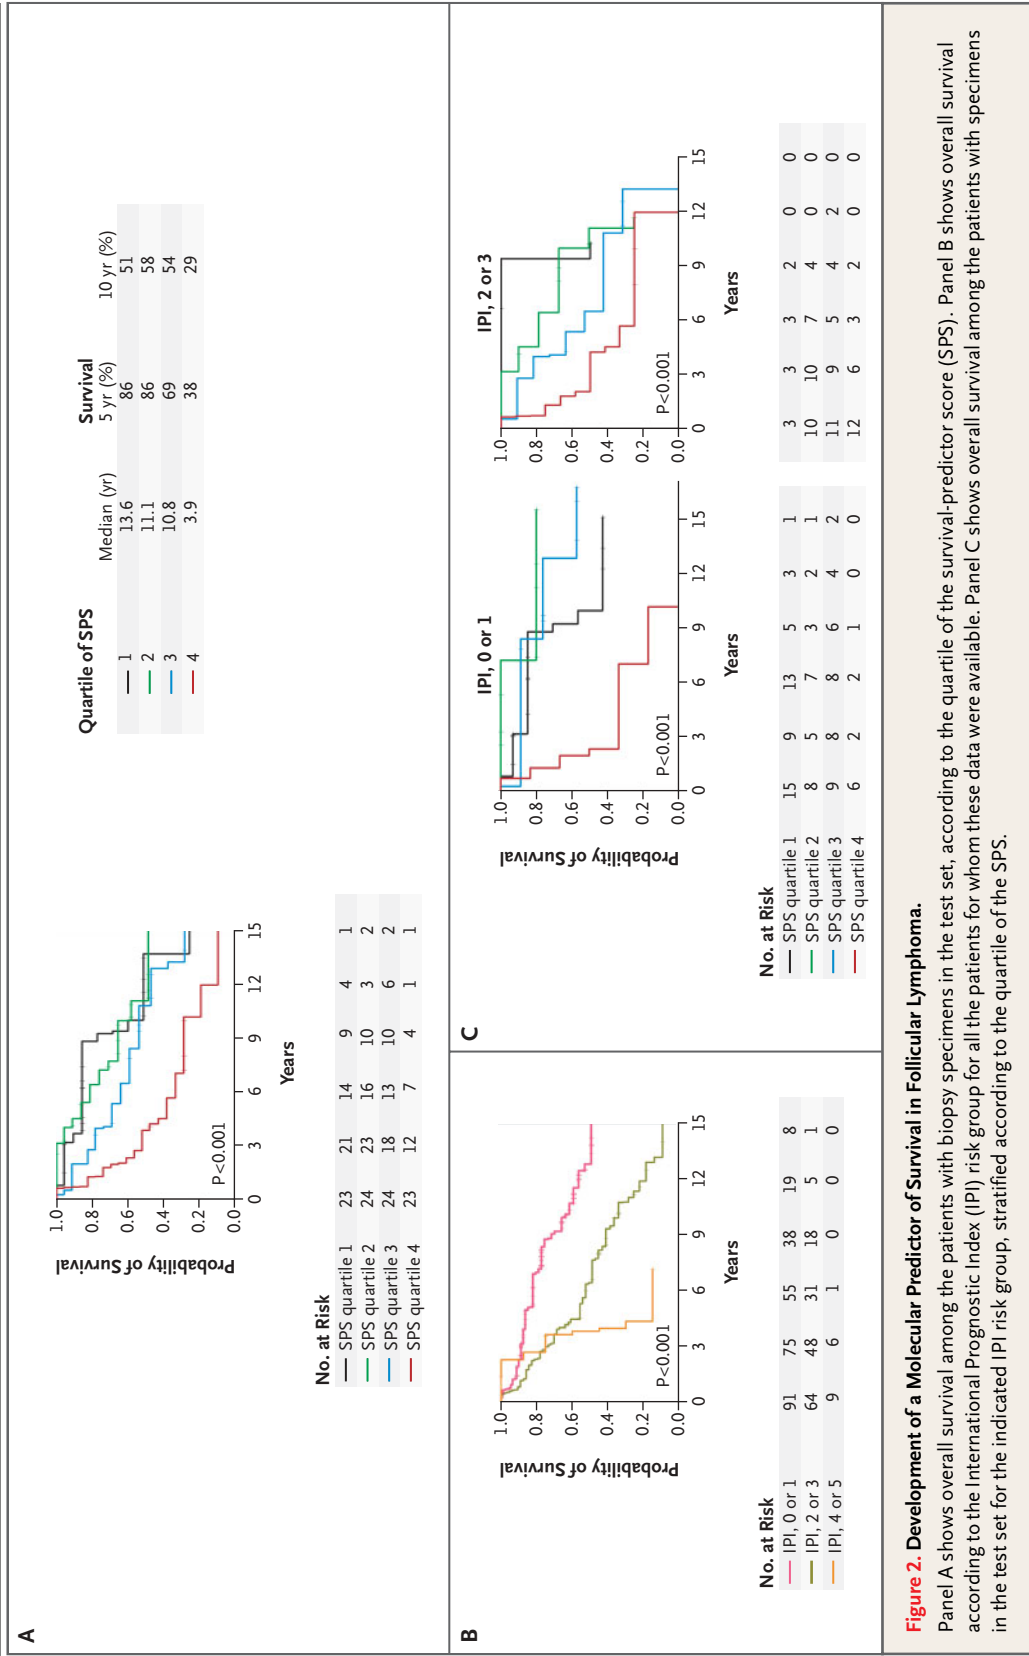 A
Probability of Survival
1.0
0.8
0.6
0.4
0.2
0.0
P<0.001
0 3 6 9 12 15
Years
No. at Risk
SPS quartile 1 23 21 14 9 4 1
SPS quartile 2 24 23 16 10 3 2
SPS quartile 3 24 18 13 10 6 2
SPS quartile 4 23 12 7 4 1 1
Quartile of SPS
Survival
Median (yr) 5 yr (%) 10 yr (%)
1 13.6 86 51
2 11.1 86 58
3 10.8 69 54
4 3.9 38 29
B
Probability of Survival
1.0
0.8
0.6
0.4
0.2
0.0
P<0.001
0 3 6 9 12 15
Years
No. at Risk
IPI, 0 or 1 91 75 55 38 19 8
IPI, 2 or 3 64 48 31 18 5 1
IPI, 4 or 5 9 6 1 0 0 0
C
IPI, 0 or 1
Probability of Survival
1.0
0.8
0.6
0.4
0.2
0.0
P<0.001
0 3 6 9 12 15
Years
IPI, 2 or 3
1.0
0.8
0.6
0.4
0.2
0.0
P<0.001
0 3 6 9 12 15
Years
No. at Risk
SPS quartile 1 15 9 13 5 3 1 3 3 3 2 0 0
SPS quartile 2 8 5 7 3 2 1 10 10 7 4 0 0
SPS quartile 3 9 8 8 6 4 2 11 9 5 4 2 0
SPS quartile 4 6 2 2 1 0 0 12 6 3 2 0 0
Figure 2. Development of a Molecular Predictor of Survival in Follicular Lymphoma.
Panel A shows overall survival among the patients with biopsy specimens in the test set, according to the quartile of the survival-predictor score (SPS). Panel B shows overall survival
according to the International Prognostic Index (IPI) risk group for all the patients for whom these data were available. Panel C shows overall survival among the patients with specimens
in the test set for the indicated IPI risk group, stratified according to the quartile of the SPS.